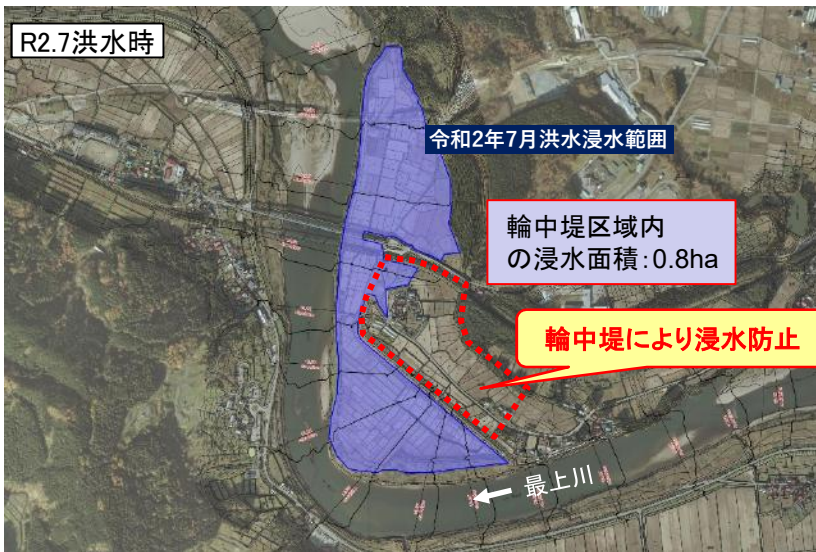 R2.7洪水時
令和2年7月洪水浸水範囲
輪中堤区域内
の浸水面積:0.8ha
輪中堤により浸水防止
最上川